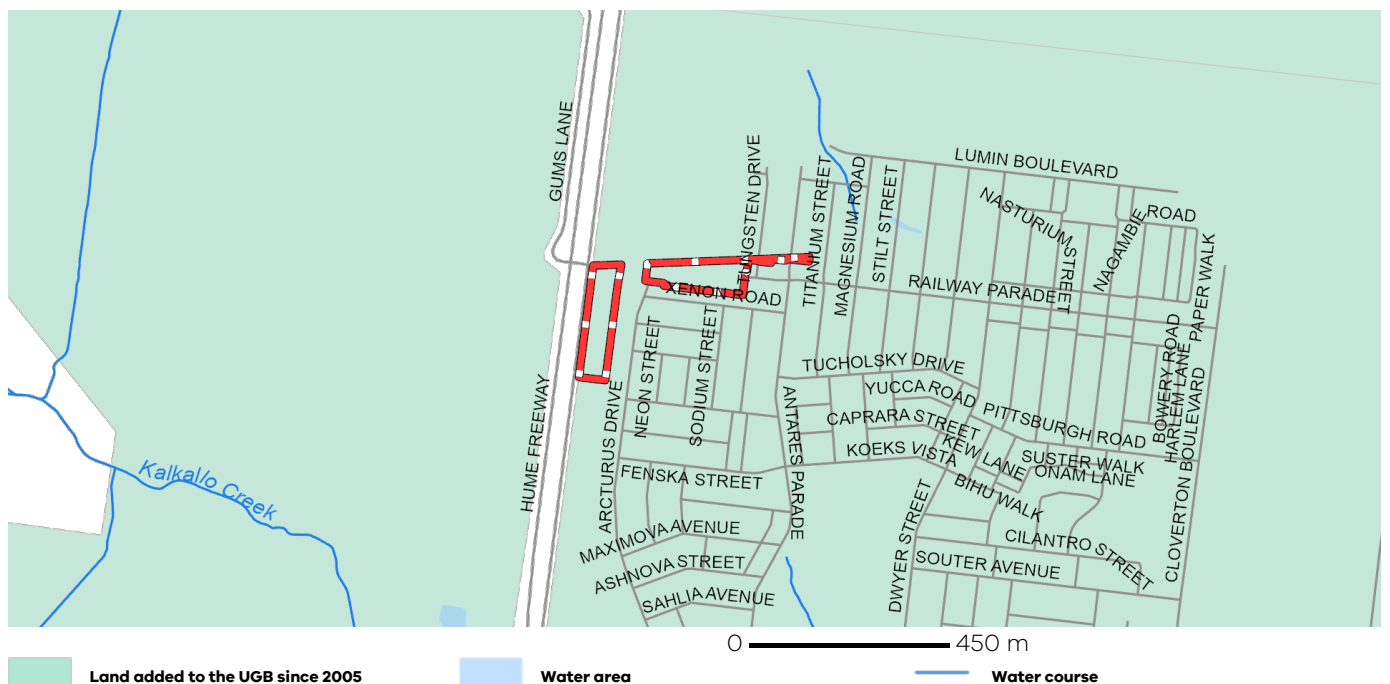 LUMIN BOULEVARD
GUMS LANE
TUNGSTEN DRIVE
TITANIUM STREET
MAGNESIUM ROAD
STILT STREET
NASTURIUM STREET
NAGAMBIE ROAD
PAPER WALK
RAILWAY PARADE
XENON ROAD
NEON STREET
SODIUM STREET
TUCHOLSKY DRIVE
YUCCA ROAD
CAPRARA STREET
PITTSBURGH ROAD
BOWERY ROAD
HARLEM LANE
CLOVERTON BOULEVARD
HUME FREEWAY
ARCTURUS DRIVE
ANTARES PARADE
KOEKS VISTA
KEW LANE
SUSTER WALK
ONAM LANE
Kalkallo Creek
FENSKA STREET
BIHU WALK
DWYER STREET
MAXIMOVA AVENUE
CILANTRO STREET
ASHNOVA STREET
SOUTER AVENUE
SAHLIA AVENUE
0 450 m
Land added to the UGB since 2005
Water area
Water course